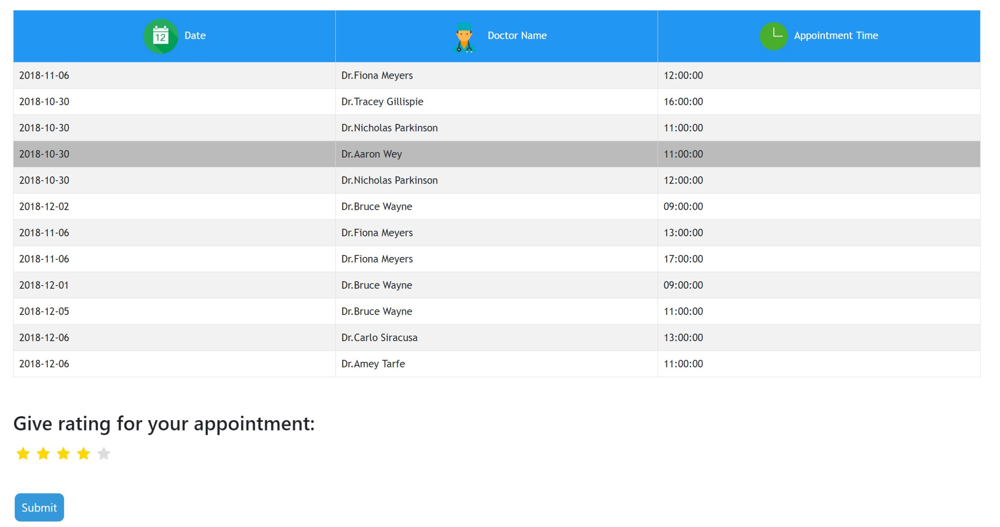 12 Date Doctor Name Appointment Time
2018-11-06 Dr.Fiona Meyers 12:00:00
2018-10-30 Dr.Tracey Gillispie 16:00:00
2018-10-30 Dr.Nicholas Parkinson 11:00:00
2018-10-30 Dr.Aaron Wey 11:00:00
2018-10-30 Dr.Nicholas Parkinson 12:00:00
2018-12-02 Dr.Bruce Wayne 09:00:00
2018-11-06 Dr.Fiona Meyers 13:00:00
2018-11-06 Dr.Fiona Meyers 17:00:00
2018-12-01 Dr.Bruce Wayne 09:00:00
2018-12-05 Dr.Bruce Wayne 11:00:00
2018-12-06 Dr.Carlo Siracusa 13:00:00
2018-12-06 Dr.Amey Tarfe 11:00:00
Give rating for your appointment:
Submit